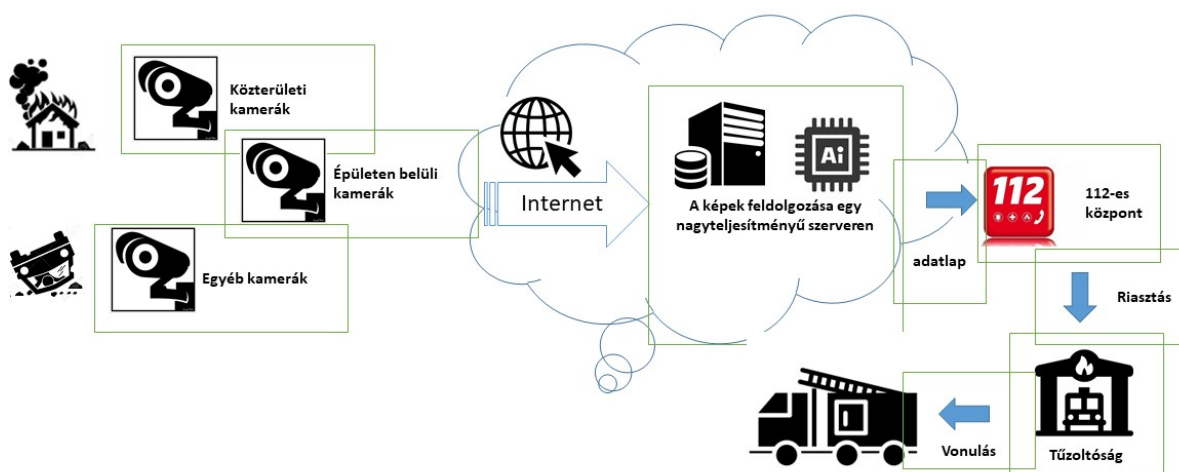 Közterületi
kamerák
Épületen belüli
kamerák
Egyéb kamerák
Internet
Ai
A képek feldolgozása egy
nagyteljesítményű szerveren
adatlap
112
112-es
központ
Riasztás
Tűzoltóság
Vonulás